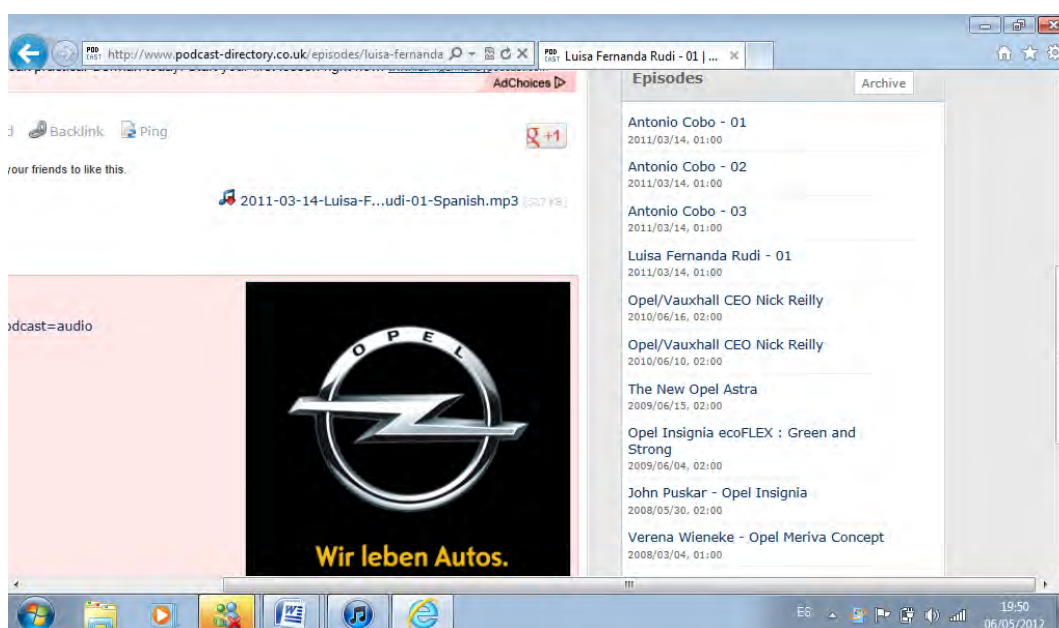 http://www.podcast-directory.co.uk/episodes/luisa-fernanda
Luisa Fernanda Rudi - 01 | ...
AdChoices
Backlink
Ping
+1
your friends to like this.
2011-03-14-Luisa-F...udi-01-Spanish.mp3
odcast=audio
OPEL
Wir leben Autos.
Episodes
Archive
Antonio Cobo - 01
2011/03/14, 01:00
Antonio Cobo - 02
2011/03/14, 01:00
Antonio Cobo - 03
2011/03/14, 01:00
Luisa Fernanda Rudi - 01
2011/03/14, 01:00
Opel/Vauxhall CEO Nick Reilly
2010/06/16, 02:00
Opel/Vauxhall CEO Nick Reilly
2010/06/10, 02:00
The New Opel Astra
2009/06/15, 02:00
Opel Insignia ecoFLEX : Green and
Strong
2009/06/04, 02:00
John Puskar - Opel Insignia
2008/05/30, 02:00
Verena Wieneke - Opel Meriva Concept
2008/03/04, 01:00
ES
19:50
06/05/2012